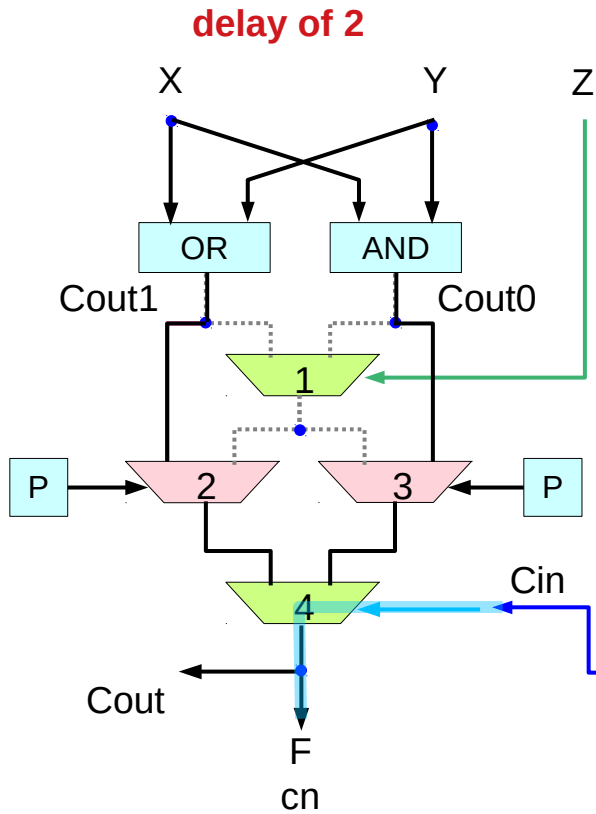 delay of 2
X Y Z
OR AND
Cout1 Cout0
1
P 2 3 P
Cin
4
Cout
F
cn